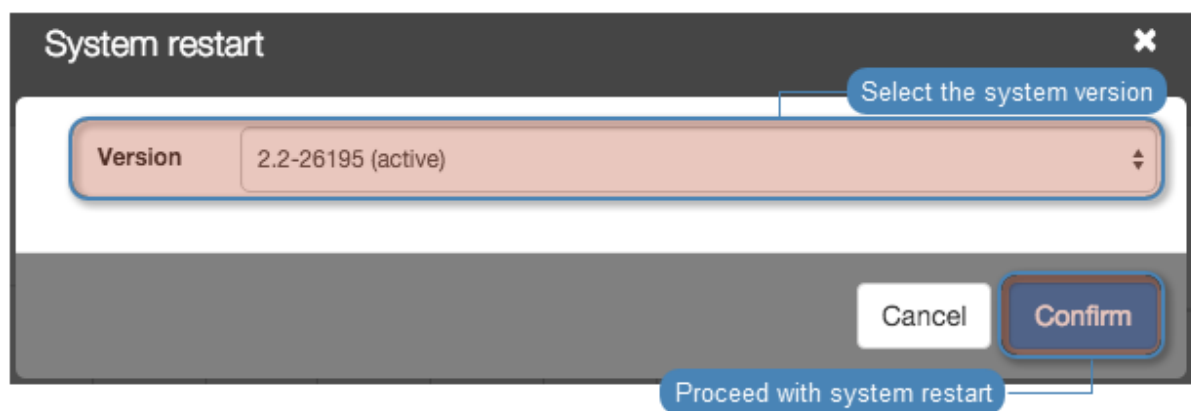 System restart
Select the system version
Version 2.2-26195 (active)
Cancel Confirm
Proceed with system restart